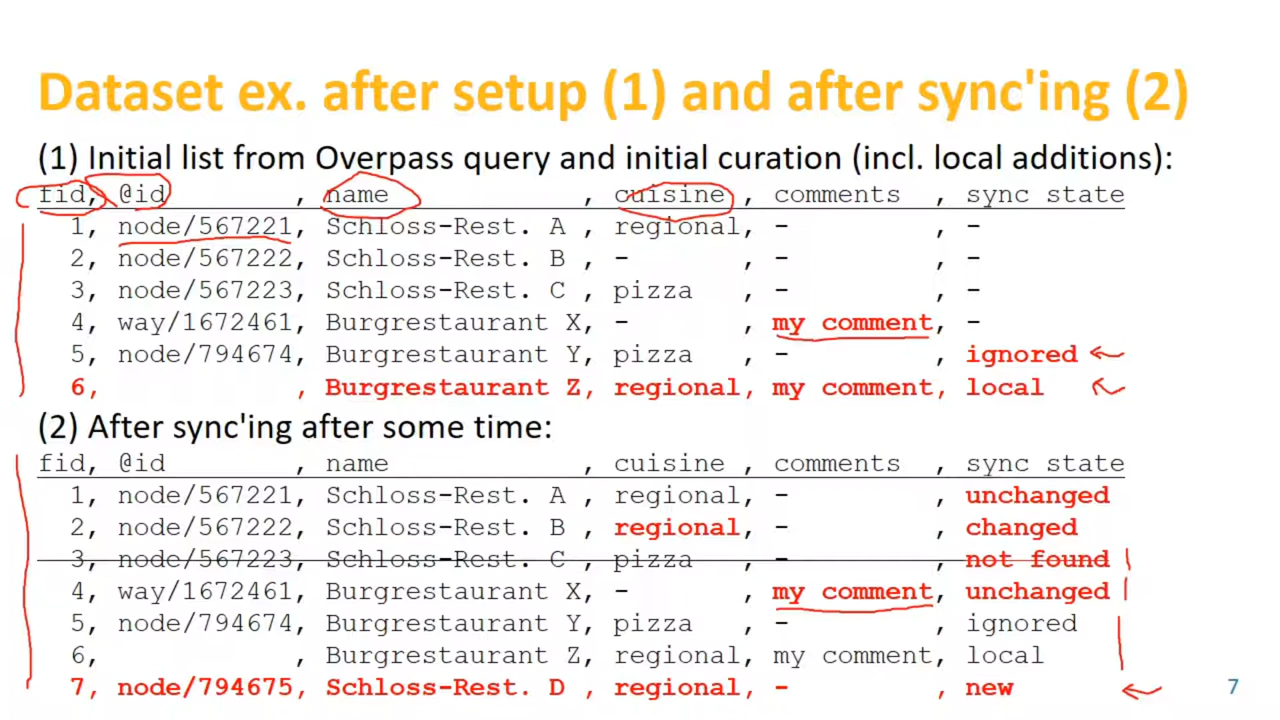 Dataset ex. after setup (1) and after sync'ing (2)
(1) Initial list from Overpass query and initial curation (incl. local additions):
fid, @id , name , cuisine , comments , sync state
1, node/567221, Schloss-Rest. A , regional, - , -
2, node/567222, Schloss-Rest. B , - , - , -
3, node/567223, Schloss-Rest. C , pizza , - , -
4, way/1672461, Burgrestaurant X, - , my comment, -
5, node/794674, Burgrestaurant Y, pizza , - , ignored
6, , Burgrestaurant Z, regional, my comment, local
(2) After sync'ing after some time:
fid, @id , name , cuisine , comments , sync state
1, node/567221, Schloss-Rest. A , regional, - , unchanged
2, node/567222, Schloss-Rest. B , regional, - , changed
3, node/567223, Schloss-Rest. C , pizza , - , not found
4, way/1672461, Burgrestaurant X, - , my comment, unchanged
5, node/794674, Burgrestaurant Y, pizza , - , ignored
6, , Burgrestaurant Z, regional, my comment, local
7, node/794675, Schloss-Rest. D , regional, - , new
7